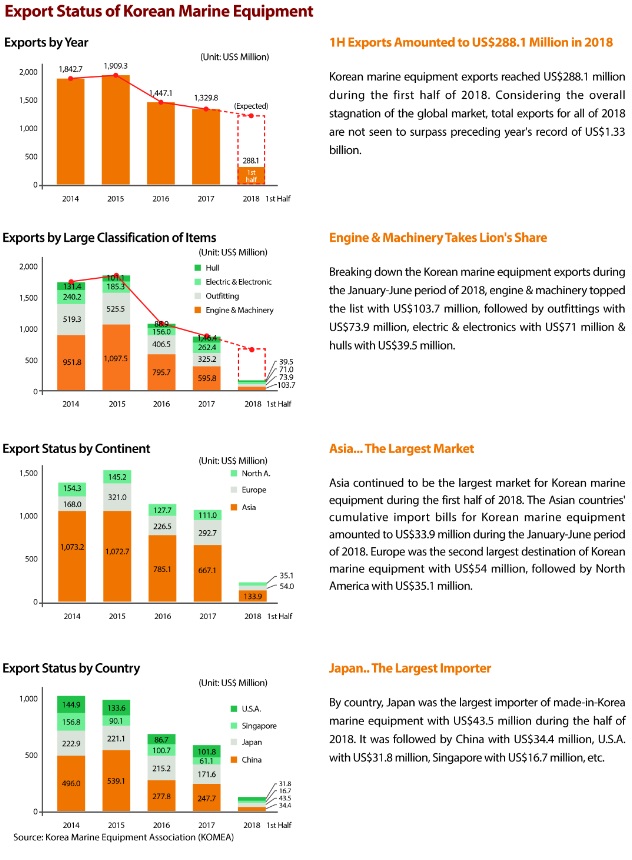 Export Status of Korean Marine Equipment
Exports by Year
(Unit: US$ Million)
2,000
1,500
1,000
500
0
1,842.7
1,909.3
1,447.1
1,329.8
(Expected)
288.1
1st
half
2014
2015
2016
2017
2018 1st Half
1H Exports Amounted to US$288.1 Million in 2018
Korean marine equipment exports reached US$288.1 million
during the first half of 2018. Considering the overall
stagnation of the global market, total exports for all of 2018
are not seen to surpass preceding year's record of US$1.33
billion.
Exports by Large Classification of Items
(Unit: US$ Million)
2,000
1,500
1,000
500
0
Hull
Electric & Electronic
Outfitting
Engine & Machinery
131.4
240.2
519.3
951.8
185.3
525.5
1,097.5
156.0
406.5
795.7
262.4
325.2
595.8
39.5
71.0
73.9
103.7
2014
2015
2016
2017
2018 1st Half
Engine & Machinery Takes Lion's Share
Breaking down the Korean marine equipment exports during
the January-June period of 2018, engine & machinery topped
the list with US$103.7 million, followed by outfittings with
US$73.9 million, electric & electronics with US$71 million &
hulls with US$39.5 million.
Export Status by Continent
(Unit: US$ Million)
1,500
1,000
500
0
North A.
Europe
Asia
154.3
168.0
1,073.2
145.2
321.0
1,072.7
127.7
226.5
785.1
111.0
292.7
667.1
35.1
54.0
133.9
2014
2015
2016
2017
2018 1st Half
Asia... The Largest Market
Asia continued to be the largest market for Korean marine
equipment during the first half of 2018. The Asian countries'
cumulative import bills for Korean marine equipment
amounted to US$33.9 million during the January-June period
of 2018. Europe was the second largest destination of Korean
marine equipment with US$54 million, followed by North
America with US$35.1 million.
Export Status by Country
(Unit: US$ Million)
1,000
500
0
U.S.A.
Singapore
Japan
China
144.9
156.8
222.9
496.0
133.6
90.1
221.1
539.1
86.7
100.7
215.2
277.8
101.8
61.1
171.6
247.7
31.8
16.7
43.5
34.4
2014
2015
2016
2017
2018 1st Half
Source: Korea Marine Equipment Association (KOMEA)
Japan.. The Largest Importer
By country, Japan was the largest importer of made-in-Korea
marine equipment with US$43.5 million during the half of
2018. It was followed by China with US$34.4 million, U.S.A.
with US$31.8 million, Singapore with US$16.7 million, etc.